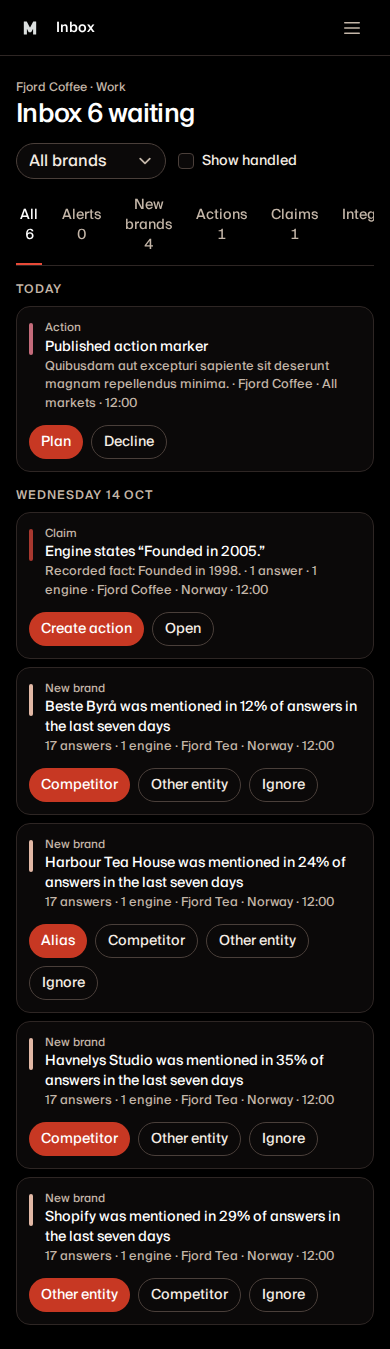 M Inbox
Fjord Coffee · Work
Inbox 6 waiting
All brands
Show handled
All
6
Alerts
0
New
brands
4
Actions
1
Claims
1
Integ
TODAY
Action
Published action marker
Quibusdam aut excepturi sapiente sit deserunt
magnam repellendus minima. · Fjord Coffee · All
markets · 12:00
Plan
Decline
WEDNESDAY 14 OCT
Claim
Engine states “Founded in 2005.”
Recorded fact: Founded in 1998. · 1 answer · 1
engine · Fjord Coffee · Norway · 12:00
Create action
Open
New brand
Beste Byrå was mentioned in 12% of answers in
the last seven days
17 answers · 1 engine · Fjord Tea · Norway · 12:00
Competitor
Other entity
Ignore
New brand
Harbour Tea House was mentioned in 24% of
answers in the last seven days
17 answers · 1 engine · Fjord Tea · Norway · 12:00
Alias
Competitor
Other entity
Ignore
New brand
Havnelys Studio was mentioned in 35% of
answers in the last seven days
17 answers · 1 engine · Fjord Tea · Norway · 12:00
Competitor
Other entity
Ignore
New brand
Shopify was mentioned in 29% of answers in
the last seven days
17 answers · 1 engine · Fjord Tea · Norway · 12:00
Other entity
Competitor
Ignore